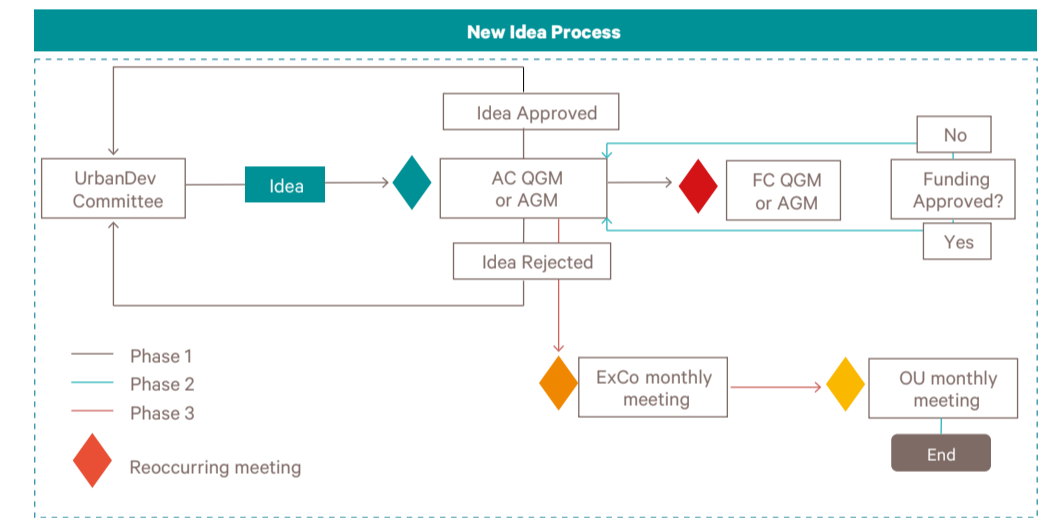 New Idea Process
Idea Approved
No
UrbanDev
Committee
Idea
AC QGM
or AGM
FC QGM
or AGM
Funding
Approved?
Yes
Idea Rejected
Phase 1
Phase 2
Phase 3
Reoccurring meeting
ExCo monthly
meeting
OU monthly
meeting
End